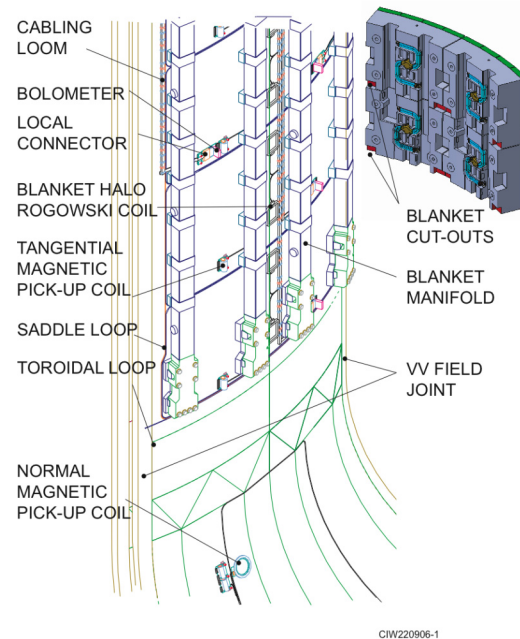 CABLING
LOOM
BOLOMETER
LOCAL
CONNECTOR
BLANKET HALO
ROGOWSKI COIL
TANGENTIAL
MAGNETIC
PICK-UP COIL
SADDLE LOOP
TOROIDAL LOOP
NORMAL
MAGNETIC
PICK-UP COIL
BLANKET
CUT-OUTS
BLANKET
MANIFOLD
VV FIELD
JOINT
CIW220906-1